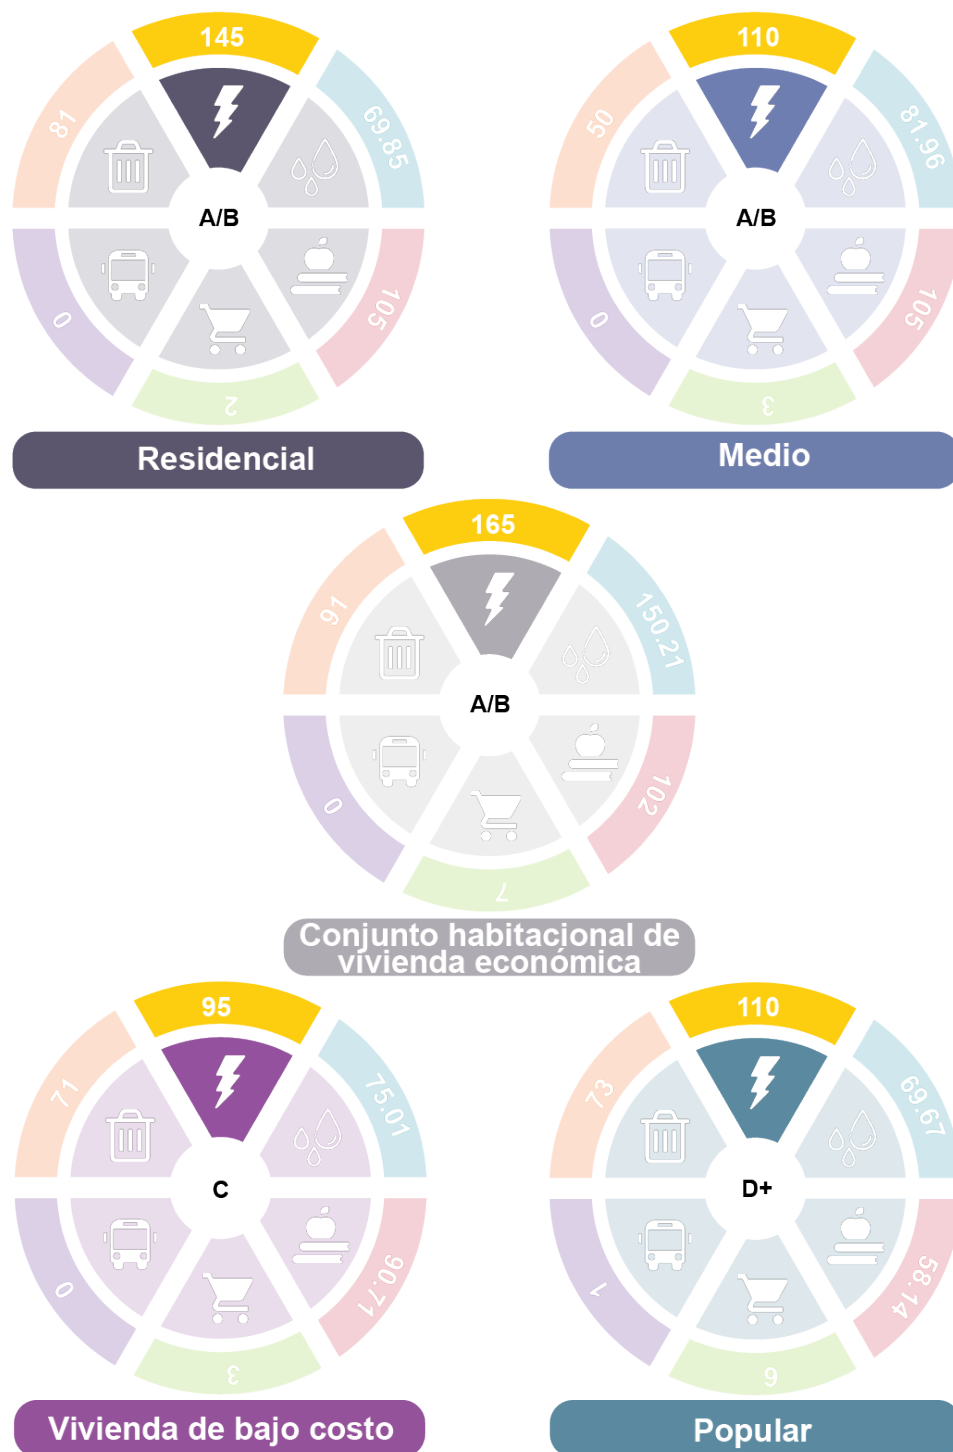 145
69.85
105
2
0
81
A/B
Residencial
110
81.96
105
3
0
50
A/B
Medio
165
150.21
102
7
0
91
A/B
Conjunto habitacional de
vivienda económica
95
75.01
90.71
3
0
71
C
Vivienda de bajo costo
110
69.67
58.14
6
1
73
D+
Popular